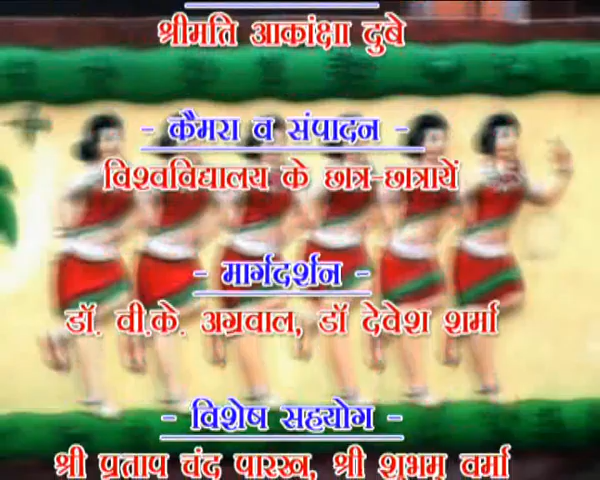 श्रीमति आकांक्षा दुबे
- कैमरा व संपादन -
विश्वविद्यालय के छात्र-छात्रायें
- मार्गदर्शन -
डॉ. वी.के. अग्रवाल, डॉ देवेश शर्मा
- विशेष सहयोग -
श्री प्रताप चंद पारख, श्री शुभम् वर्मा